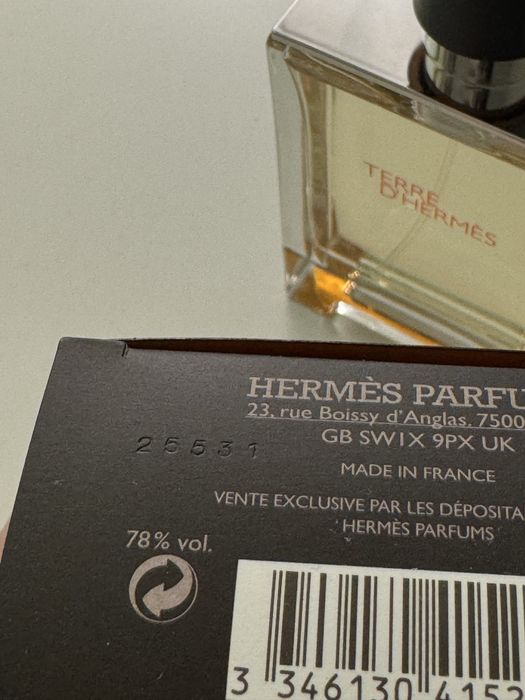 TERRE
D'HERMÈS
HERMÈS PARFU
23, rue Boissy d'Anglas. 7500
GB SW1X 9PX UK
25531
MADE IN FRANCE
VENTE EXCLUSIVE PAR LES DÉPOSITA
HERMÈS PARFUMS
78% vol.
3 346130 4152